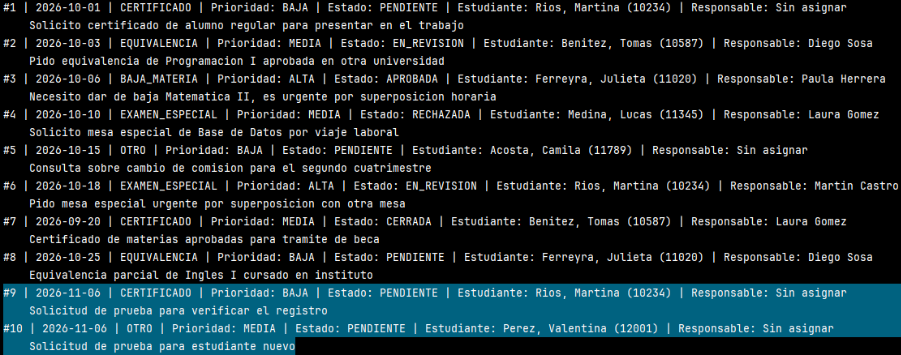 #1 | 2026-10-01 | CERTIFICADO | Prioridad: BAJA | Estado: PENDIENTE | Estudiante: Rios, Martina (10234) | Responsable: Sin asignar
Solicito certificado de alumno regular para presentar en el trabajo
#2 | 2026-10-03 | EQUIVALENCIA | Prioridad: MEDIA | Estado: EN_REVISION | Estudiante: Benitez, Tomas (10587) | Responsable: Diego Sosa
Pido equivalencia de Programacion I aprobada en otra universidad
#3 | 2026-10-06 | BAJA_MATERIA | Prioridad: ALTA | Estado: APROBADA | Estudiante: Ferreyra, Julieta (11020) | Responsable: Paula Herrera
Necesito dar de baja Matematica II, es urgente por superposicion horaria
#4 | 2026-10-10 | EXAMEN_ESPECIAL | Prioridad: MEDIA | Estado: RECHAZADA | Estudiante: Medina, Lucas (11345) | Responsable: Laura Gomez
Solicito mesa especial de Base de Datos por viaje laboral
#5 | 2026-10-15 | OTRO | Prioridad: BAJA | Estado: PENDIENTE | Estudiante: Acosta, Camila (11789) | Responsable: Sin asignar
Consulta sobre cambio de comision para el segundo cuatrimestre
#6 | 2026-10-18 | EXAMEN_ESPECIAL | Prioridad: ALTA | Estado: EN_REVISION | Estudiante: Rios, Martina (10234) | Responsable: Martin Castro
Pido mesa especial urgente por superposicion con otra mesa
#7 | 2026-09-20 | CERTIFICADO | Prioridad: MEDIA | Estado: CERRADA | Estudiante: Benitez, Tomas (10587) | Responsable: Laura Gomez
Certificado de materias aprobadas para tramite de beca
#8 | 2026-10-25 | EQUIVALENCIA | Prioridad: BAJA | Estado: PENDIENTE | Estudiante: Ferreyra, Julieta (11020) | Responsable: Diego Sosa
Equivalencia parcial de Ingles I cursado en instituto
#9 | 2026-11-06 | CERTIFICADO | Prioridad: BAJA | Estado: PENDIENTE | Estudiante: Rios, Martina (10234) | Responsable: Sin asignar
Solicitud de prueba para verificar el registro
#10 | 2026-11-06 | OTRO | Prioridad: MEDIA | Estado: PENDIENTE | Estudiante: Perez, Valentina (12001) | Responsable: Sin asignar
Solicitud de prueba para estudiante nuevo